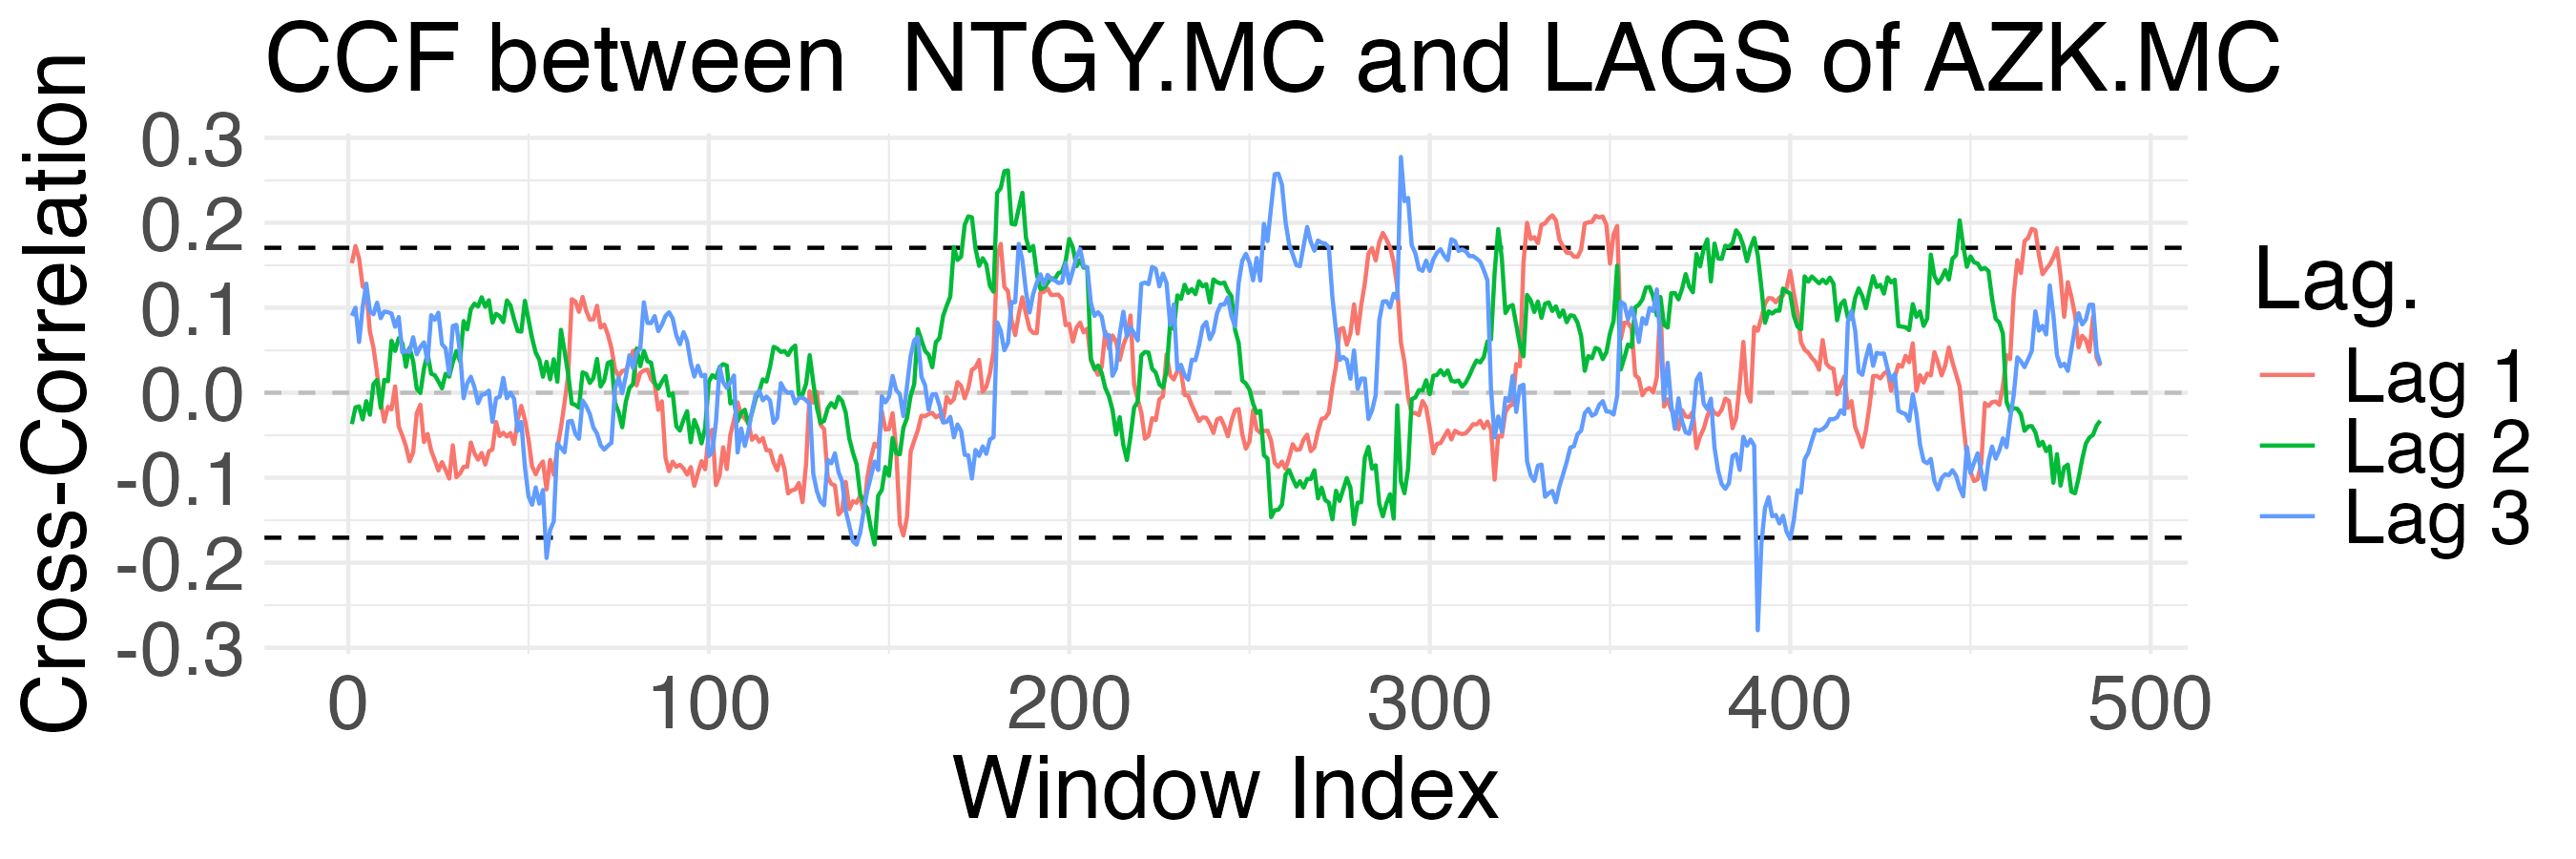 CCF between  NTGY.MC and LAGS of AZK.MC
Cross-Correlation
0.3
0.2
0.1
0.0
-0.1
-0.2
-0.3
0 100 200 300 400 500
Window Index
Lag.
Lag 1
Lag 2
Lag 3